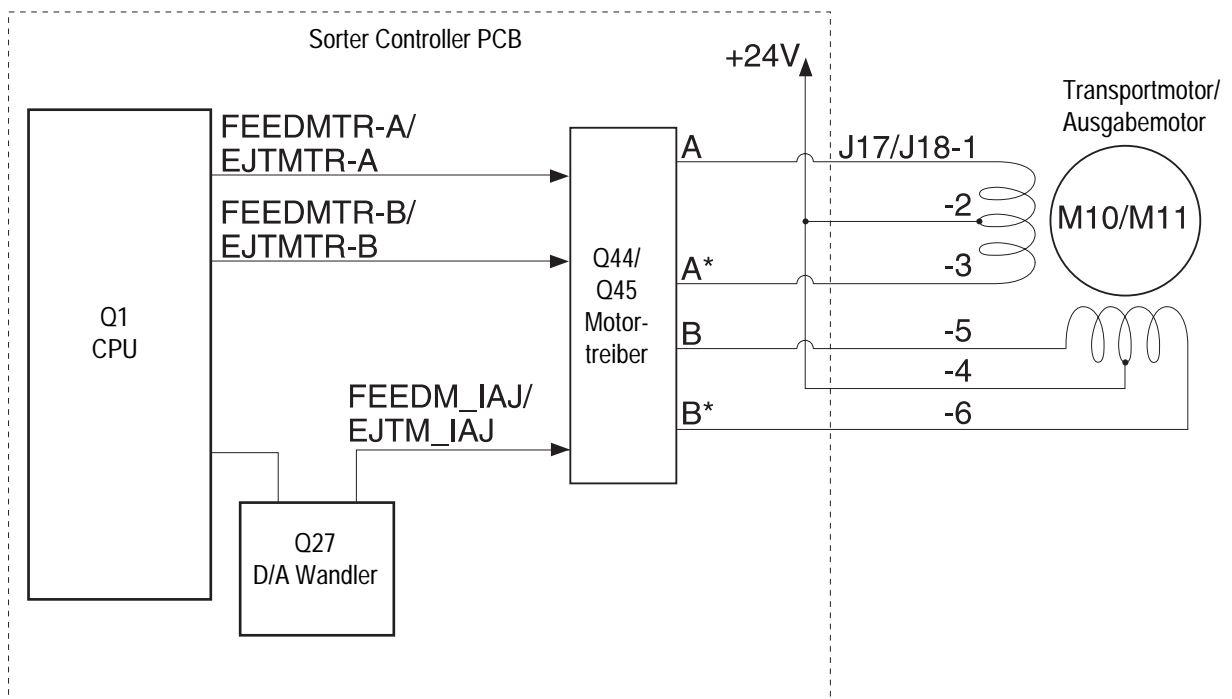 Sorter Controller PCB
+24V
Transportmotor/
Ausgabemotor
FEEDMTR-A/
EJTMTR-A
A
J17/J18-1
FEEDMTR-B/
EJTMTR-B
-2
M10/M11
Q44/
Q45
Motor-
treiber
A*
-3
Q1
CPU
B
-5
-4
FEEDM_IAJ/
EJTM_IAJ
B*
-6
Q27
D/A Wandler